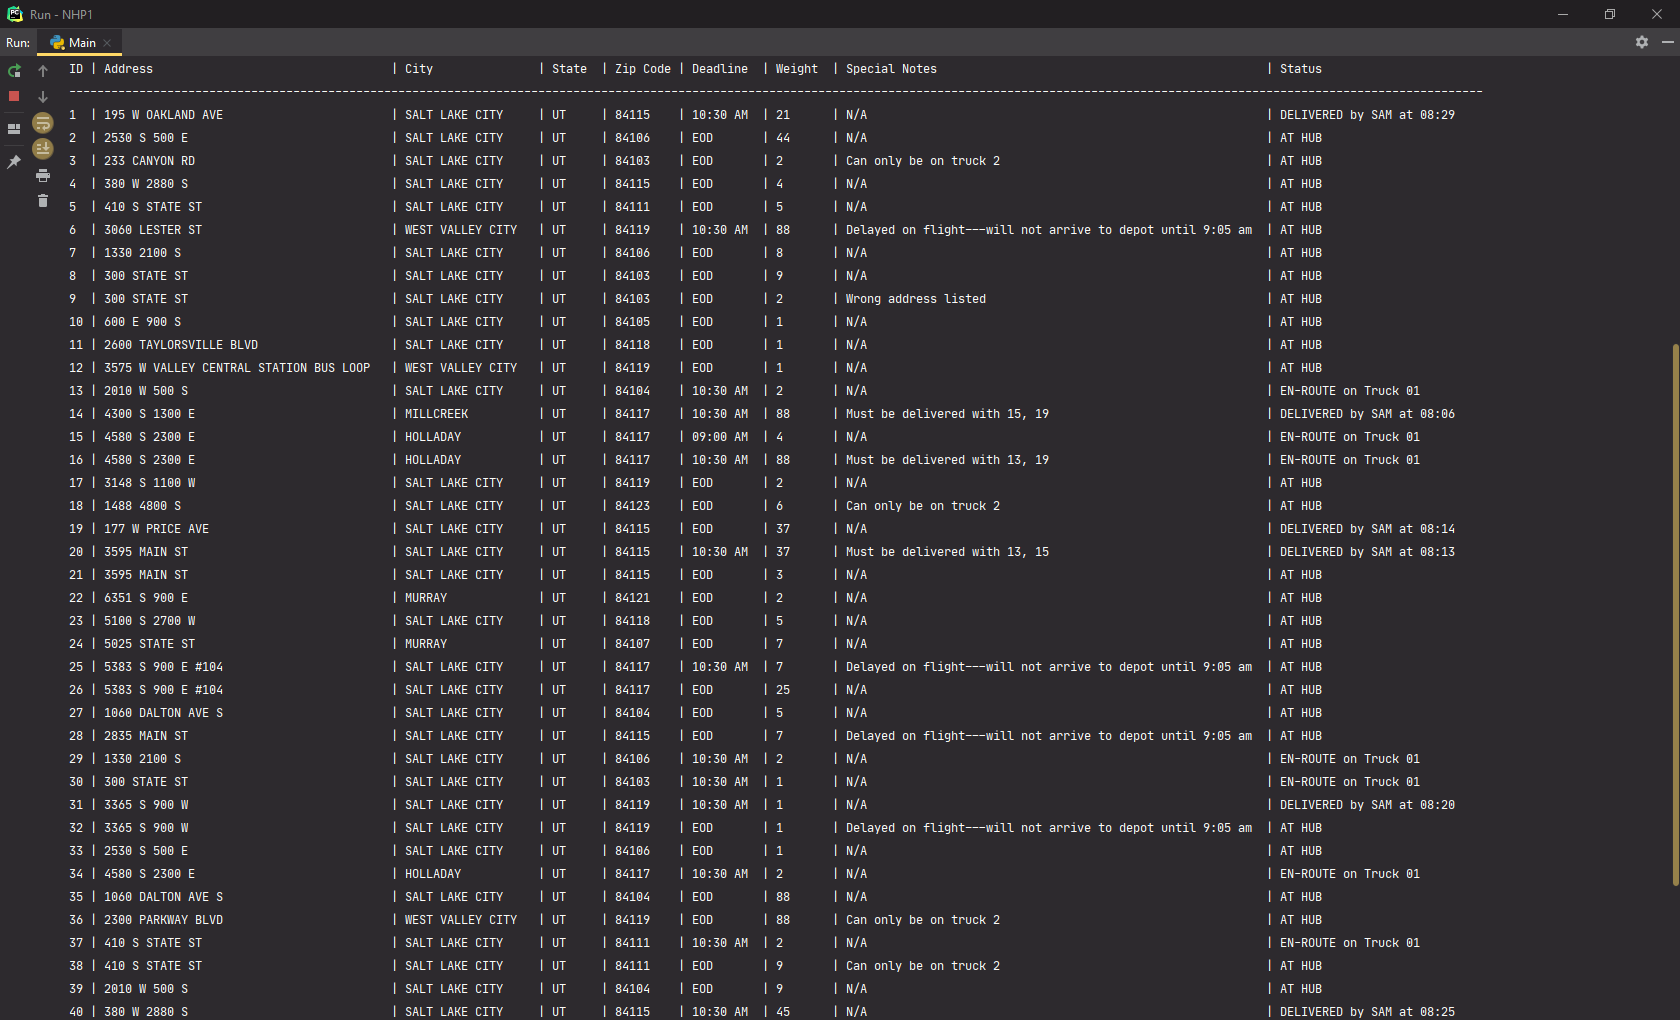 PC Run - NHP1
Run: Main
ID | Address | City | State | Zip Code | Deadline | Weight | Special Notes | Status
--------------------------------------------------------------------------------
1 | 195 W OAKLAND AVE | SALT LAKE CITY | UT | 84115 | 10:30 AM | 21 | N/A | DELIVERED by SAM at 08:29
2 | 2530 S 500 E | SALT LAKE CITY | UT | 84106 | EOD | 44 | N/A | AT HUB
3 | 233 CANYON RD | SALT LAKE CITY | UT | 84103 | EOD | 2 | Can only be on truck 2 | AT HUB
4 | 380 W 2880 S | SALT LAKE CITY | UT | 84115 | EOD | 4 | N/A | AT HUB
5 | 410 S STATE ST | SALT LAKE CITY | UT | 84111 | EOD | 5 | N/A | AT HUB
6 | 3060 LESTER ST | WEST VALLEY CITY | UT | 84119 | 10:30 AM | 88 | Delayed on flight---will not arrive to depot until 9:05 am | AT HUB
7 | 1330 2100 S | SALT LAKE CITY | UT | 84106 | EOD | 8 | N/A | AT HUB
8 | 300 STATE ST | SALT LAKE CITY | UT | 84103 | EOD | 9 | N/A | AT HUB
9 | 300 STATE ST | SALT LAKE CITY | UT | 84103 | EOD | 2 | Wrong address listed | AT HUB
10 | 600 E 900 S | SALT LAKE CITY | UT | 84105 | EOD | 1 | N/A | AT HUB
11 | 2600 TAYLORSVILLE BLVD | SALT LAKE CITY | UT | 84118 | EOD | 1 | N/A | AT HUB
12 | 3575 W VALLEY CENTRAL STATION BUS LOOP | WEST VALLEY CITY | UT | 84119 | EOD | 1 | N/A | AT HUB
13 | 2010 W 500 S | SALT LAKE CITY | UT | 84104 | 10:30 AM | 2 | N/A | EN-ROUTE on Truck 01
14 | 4300 S 1300 E | MILLCREEK | UT | 84117 | 10:30 AM | 88 | Must be delivered with 15, 19 | DELIVERED by SAM at 08:06
15 | 4580 S 2300 E | HOLLADAY | UT | 84117 | 09:00 AM | 4 | N/A | EN-ROUTE on Truck 01
16 | 4580 S 2300 E | HOLLADAY | UT | 84117 | 10:30 AM | 88 | Must be delivered with 13, 19 | EN-ROUTE on Truck 01
17 | 3148 S 1100 W | SALT LAKE CITY | UT | 84119 | EOD | 2 | N/A | AT HUB
18 | 1488 4800 S | SALT LAKE CITY | UT | 84123 | EOD | 6 | Can only be on truck 2 | AT HUB
19 | 177 W PRICE AVE | SALT LAKE CITY | UT | 84115 | EOD | 37 | N/A | DELIVERED by SAM at 08:14
20 | 3595 MAIN ST | SALT LAKE CITY | UT | 84115 | 10:30 AM | 37 | Must be delivered with 13, 15 | DELIVERED by SAM at 08:13
21 | 3595 MAIN ST | SALT LAKE CITY | UT | 84115 | EOD | 3 | N/A | AT HUB
22 | 6351 S 900 E | MURRAY | UT | 84121 | EOD | 2 | N/A | AT HUB
23 | 5100 S 2700 W | SALT LAKE CITY | UT | 84118 | EOD | 5 | N/A | AT HUB
24 | 5025 STATE ST | MURRAY | UT | 84107 | EOD | 7 | N/A | AT HUB
25 | 5383 S 900 E #104 | SALT LAKE CITY | UT | 84117 | 10:30 AM | 7 | Delayed on flight---will not arrive to depot until 9:05 am | AT HUB
26 | 5383 S 900 E #104 | SALT LAKE CITY | UT | 84117 | EOD | 25 | N/A | AT HUB
27 | 1060 DALTON AVE S | SALT LAKE CITY | UT | 84104 | EOD | 5 | N/A | AT HUB
28 | 2835 MAIN ST | SALT LAKE CITY | UT | 84115 | EOD | 7 | Delayed on flight---will not arrive to depot until 9:05 am | AT HUB
29 | 1330 2100 S | SALT LAKE CITY | UT | 84106 | 10:30 AM | 2 | N/A | EN-ROUTE on Truck 01
30 | 300 STATE ST | SALT LAKE CITY | UT | 84103 | 10:30 AM | 1 | N/A | EN-ROUTE on Truck 01
31 | 3365 S 900 W | SALT LAKE CITY | UT | 84119 | 10:30 AM | 1 | N/A | DELIVERED by SAM at 08:20
32 | 3365 S 900 W | SALT LAKE CITY | UT | 84119 | EOD | 1 | Delayed on flight---will not arrive to depot until 9:05 am | AT HUB
33 | 2530 S 500 E | SALT LAKE CITY | UT | 84106 | EOD | 1 | N/A | AT HUB
34 | 4580 S 2300 E | HOLLADAY | UT | 84117 | 10:30 AM | 2 | N/A | EN-ROUTE on Truck 01
35 | 1060 DALTON AVE S | SALT LAKE CITY | UT | 84104 | EOD | 88 | N/A | AT HUB
36 | 2300 PARKWAY BLVD | WEST VALLEY CITY | UT | 84119 | EOD | 88 | Can only be on truck 2 | AT HUB
37 | 410 S STATE ST | SALT LAKE CITY | UT | 84111 | 10:30 AM | 2 | N/A | EN-ROUTE on Truck 01
38 | 410 S STATE ST | SALT LAKE CITY | UT | 84111 | EOD | 9 | Can only be on truck 2 | AT HUB
39 | 2010 W 500 S | SALT LAKE CITY | UT | 84104 | EOD | 9 | N/A | AT HUB
40 | 380 W 2880 S | SALT LAKE CITY | UT | 84115 | 10:30 AM | 45 | N/A | DELIVERED by SAM at 08:25